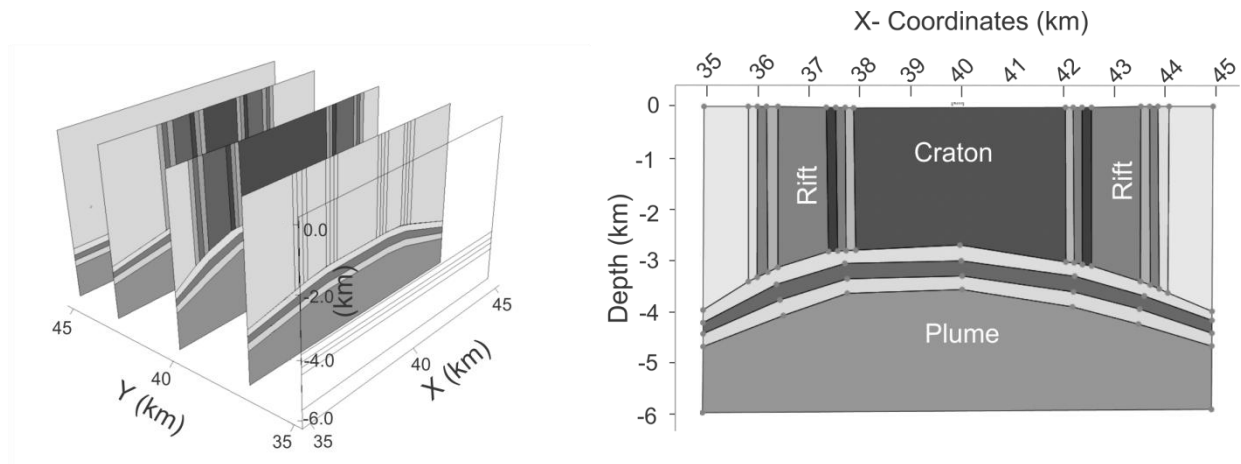 0.0
-2.0
-4.0
-6.0
(km)
45
40
35
Y (km)
35
40
45
X (km)
X- Coordinates (km)
35 36 37 38 39 40 41 42 43 44 45
0
-1
-2
-3
-4
-5
-6
Depth (km)
Rift
Craton
Rift
Plume